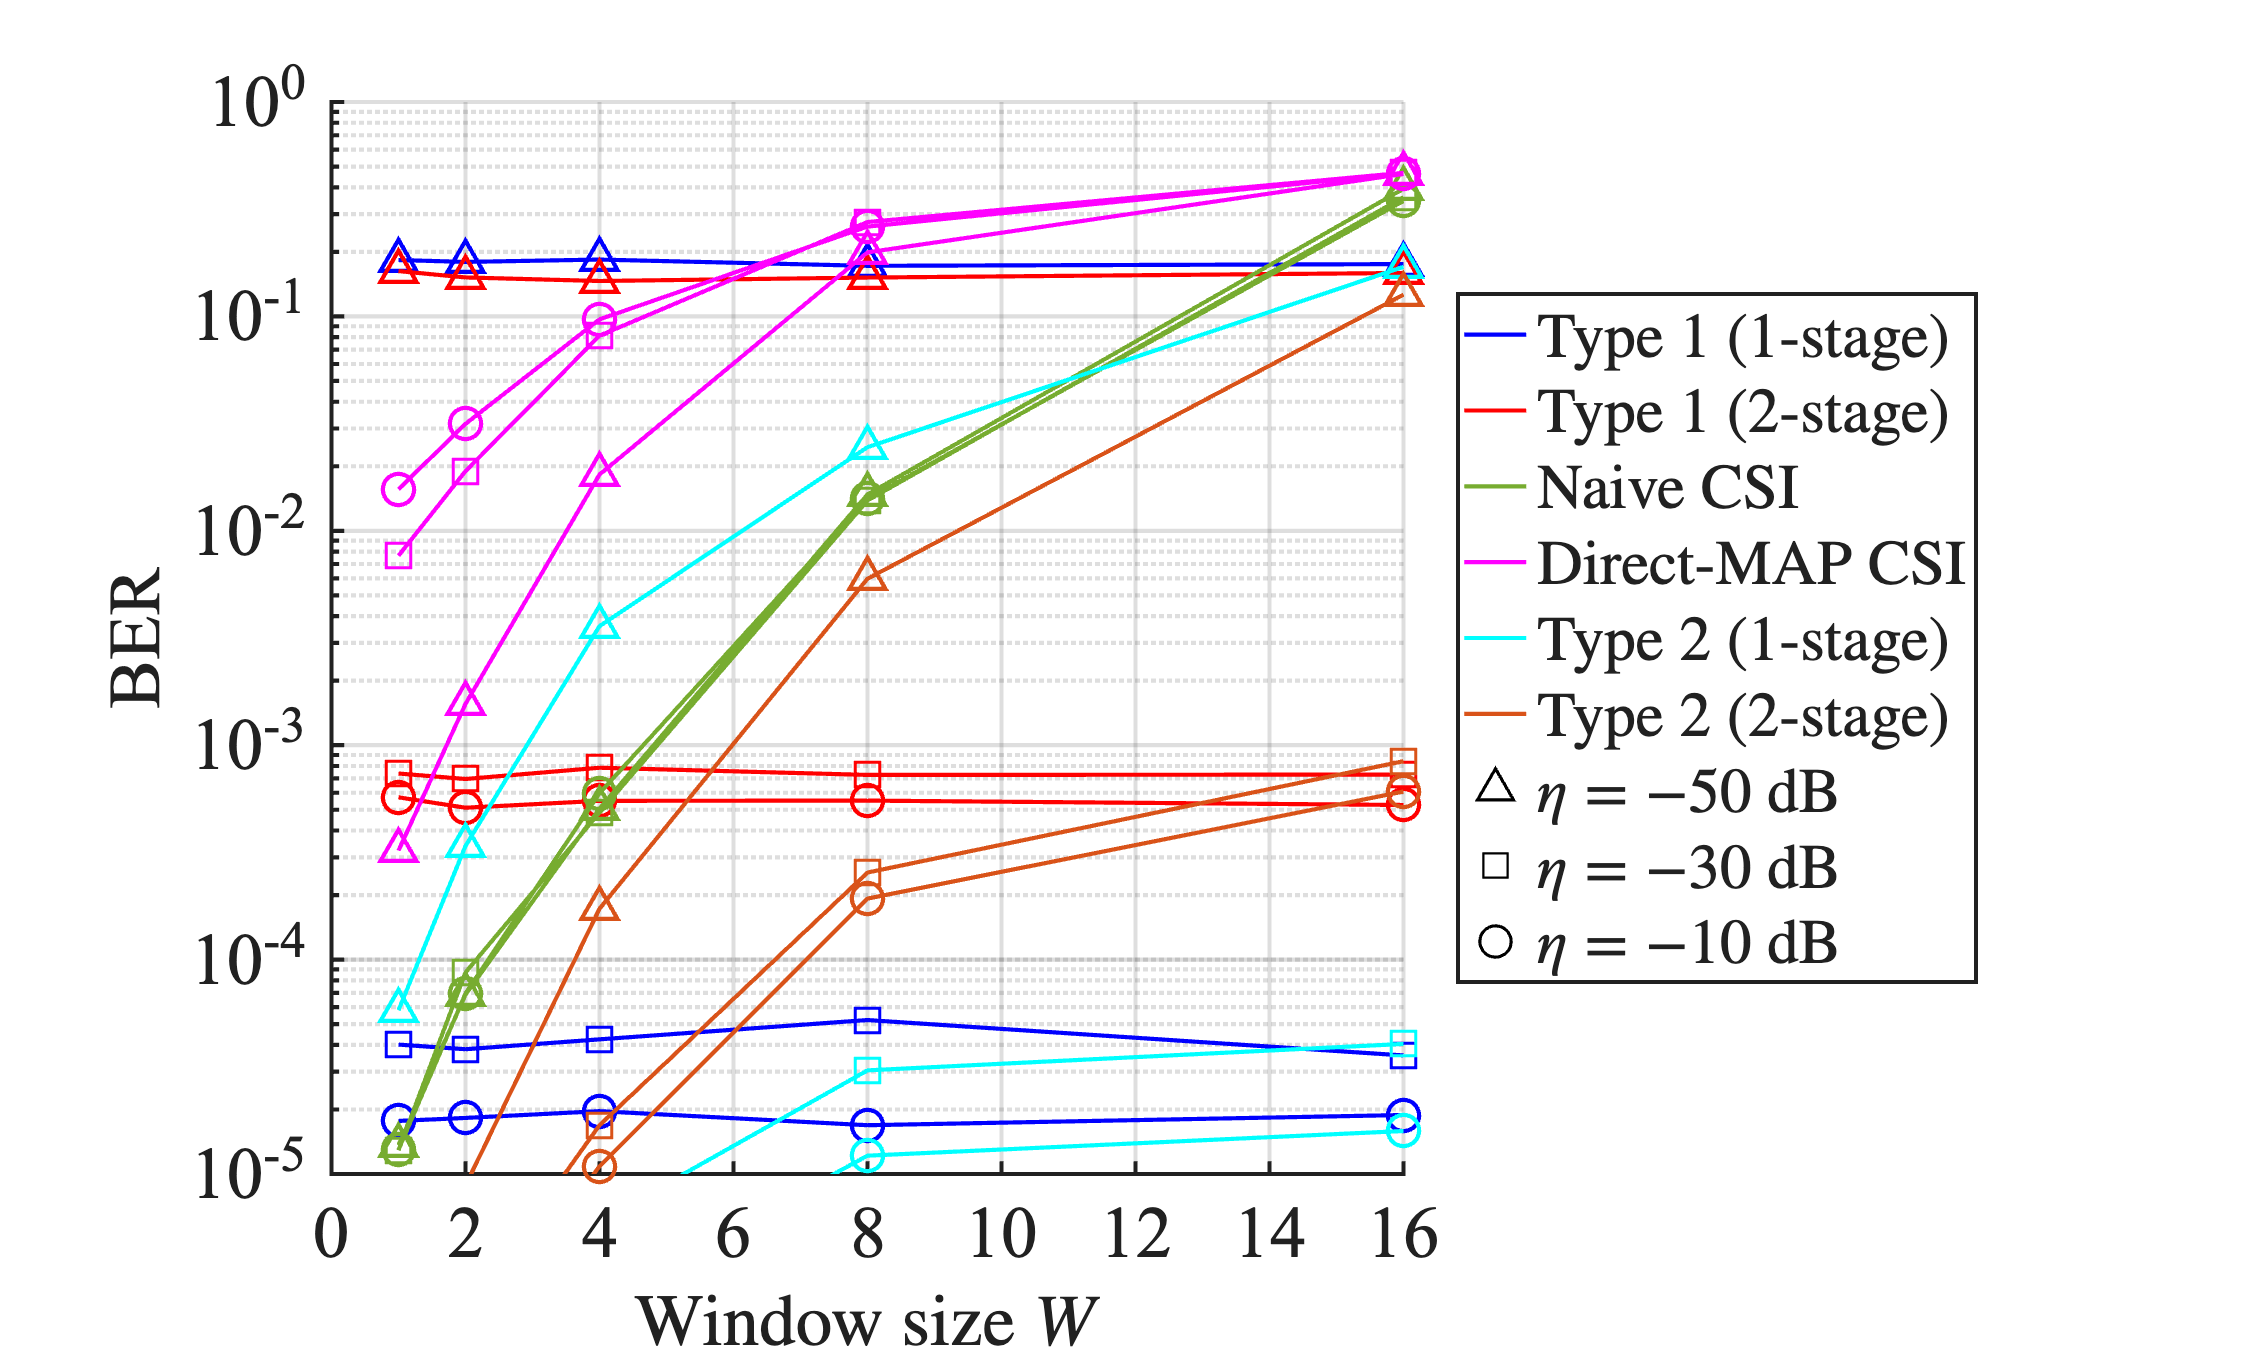 10^0
10^-1
10^-2
10^-3
10^-4
10^-5
BER
0 2 4 6 8 10 12 14 16
Window size W
Type 1 (1-stage)
Type 1 (2-stage)
Naive CSI
Direct-MAP CSI
Type 2 (1-stage)
Type 2 (2-stage)
η = −50 dB
η = −30 dB
η = −10 dB